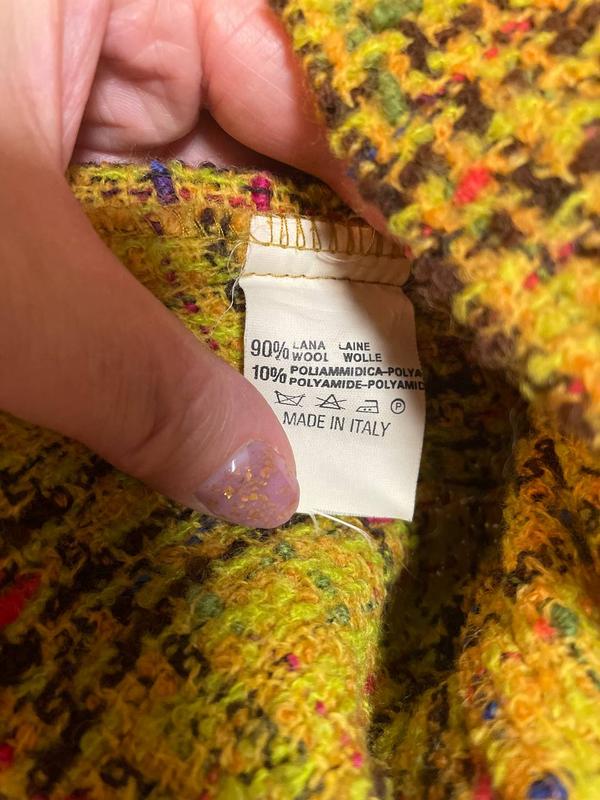 90% LANA LAINE
WOOL WOLLE
10% POLIAMMIDICA-POLYA
POLYAMIDE-POLYAMID
P
MADE IN ITALY